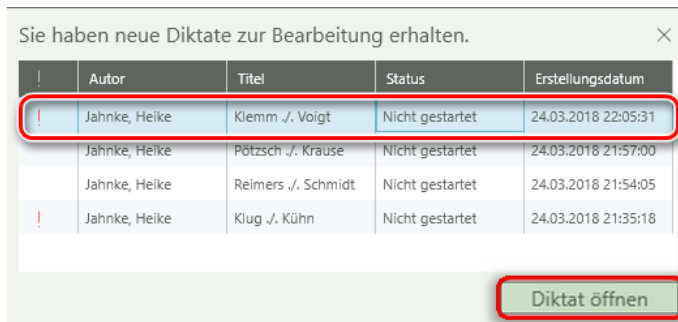 Sie haben neue Diktate zur Bearbeitung erhalten.
! Autor Titel Status Erstellungsdatum
! Jahnke, Heike Klemm ./. Voigt Nicht gestartet 24.03.2018 22:05:31
Jahnke, Heike Pötzsch ./. Krause Nicht gestartet 24.03.2018 21:57:00
Jahnke, Heike Reimers ./. Schmidt Nicht gestartet 24.03.2018 21:54:05
! Jahnke, Heike Klug ./. Kühn Nicht gestartet 24.03.2018 21:35:18
Diktat öffnen